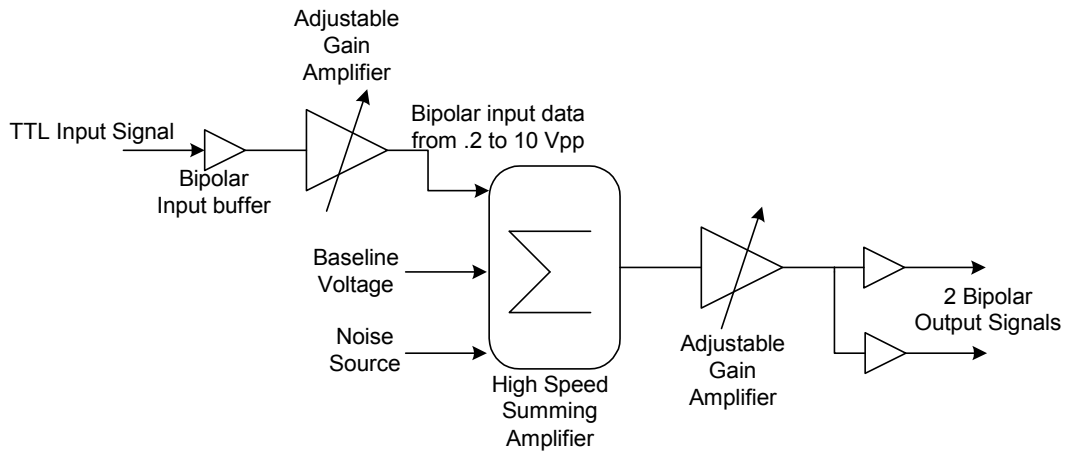 Adjustable
Gain
Amplifier
TTL Input Signal
Bipolar
Input buffer
Bipolar input data
from .2 to 10 Vpp
Baseline
Voltage
Noise
Source
High Speed
Summing
Amplifier
Adjustable
Gain
Amplifier
2 Bipolar
Output Signals